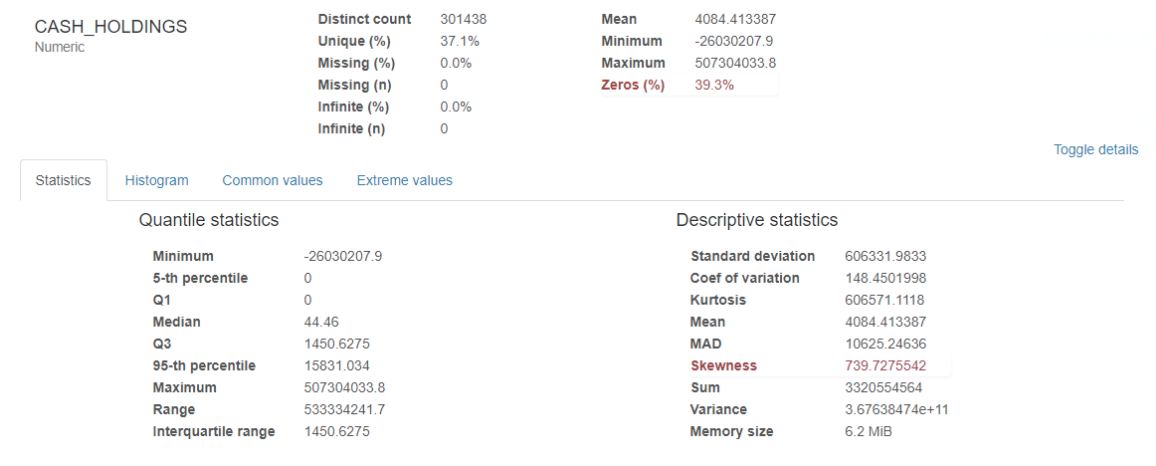 CASH_HOLDINGS
Numeric
Distinct count 301438
Unique (%) 37.1%
Missing (%) 0.0%
Missing (n) 0
Infinite (%) 0.0%
Infinite (n) 0
Mean 4084.413387
Minimum -26030207.9
Maximum 507304033.8
Zeros (%) 39.3%
Toggle details
Statistics Histogram Common values Extreme values
Quantile statistics
Minimum -26030207.9
5-th percentile 0
Q1 0
Median 44.46
Q3 1450.6275
95-th percentile 15831.034
Maximum 507304033.8
Range 533334241.7
Interquartile range 1450.6275
Descriptive statistics
Standard deviation 606331.9833
Coef of variation 148.4501998
Kurtosis 606571.1118
Mean 4084.413387
MAD 10625.24636
Skewness 739.7275542
Sum 3320554564
Variance 3.67638474e+11
Memory size 6.2 MiB